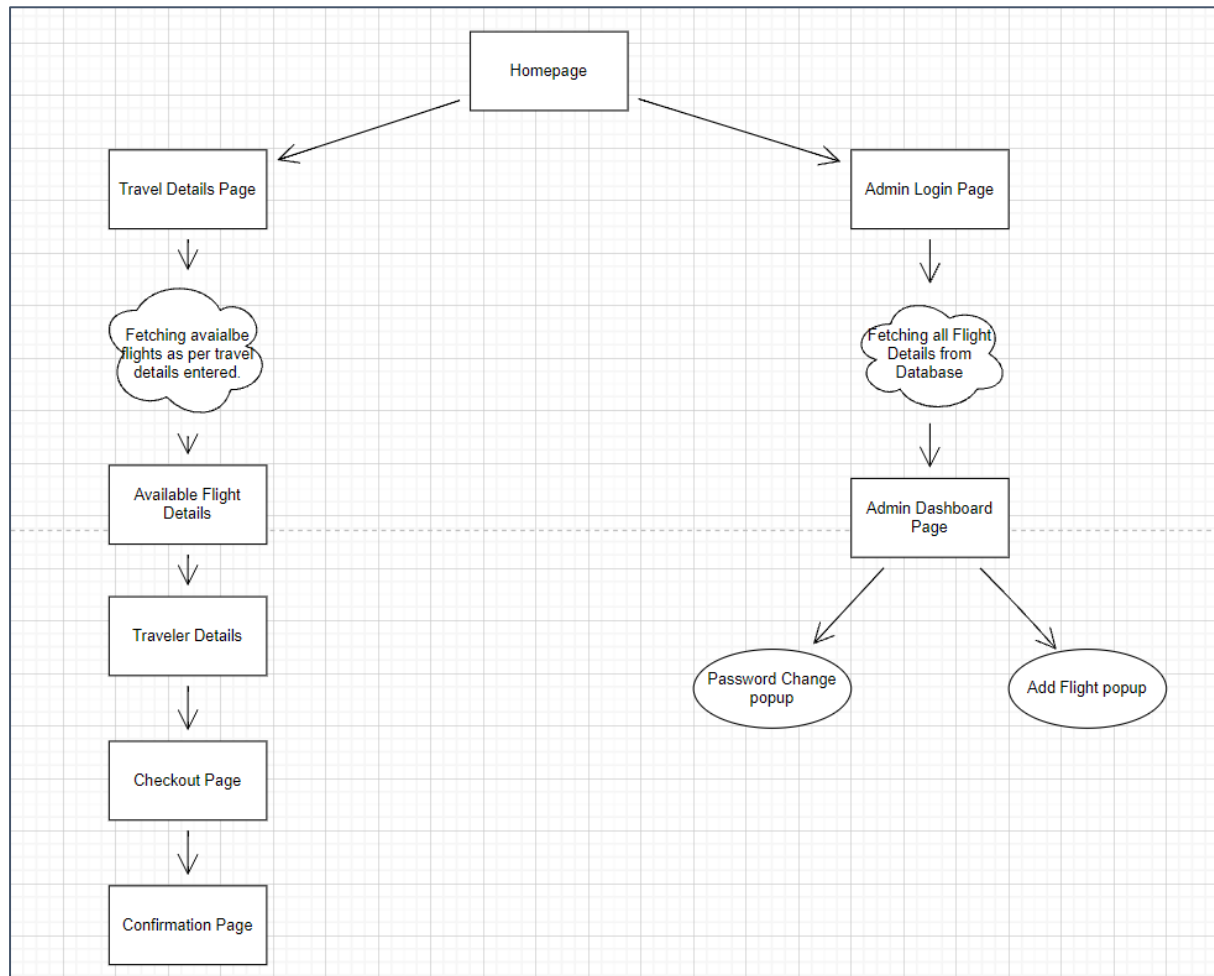 Homepage
Travel Details Page
Admin Login Page
Fetching avaialbe
flights as per travel
details entered.
Fetching all Flight
Details from
Database
Available Flight
Details
Admin Dashboard
Page
Traveler Details
Password Change
popup
Add Flight popup
Checkout Page
Confirmation Page